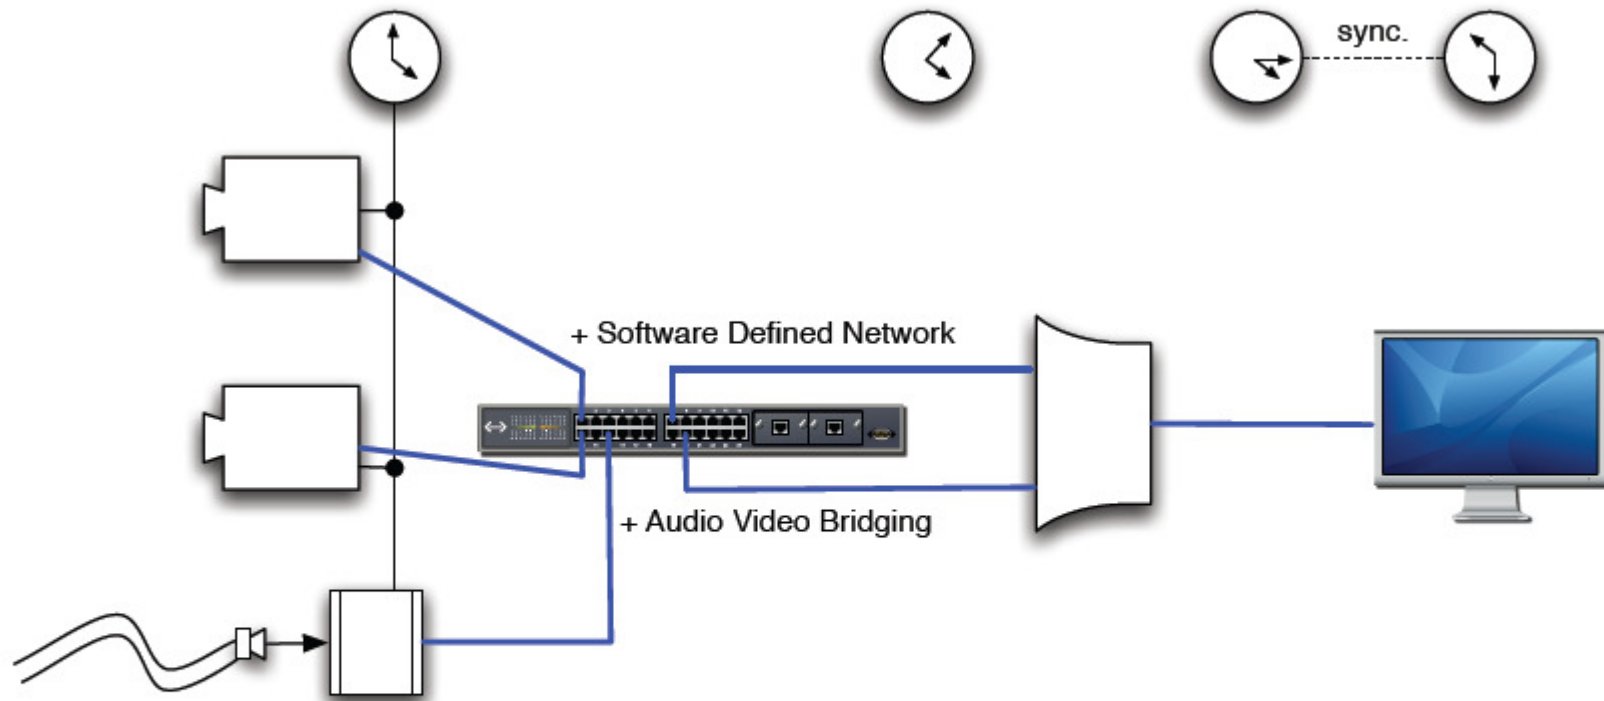 sync.
+ Software Defined Network
+ Audio Video Bridging